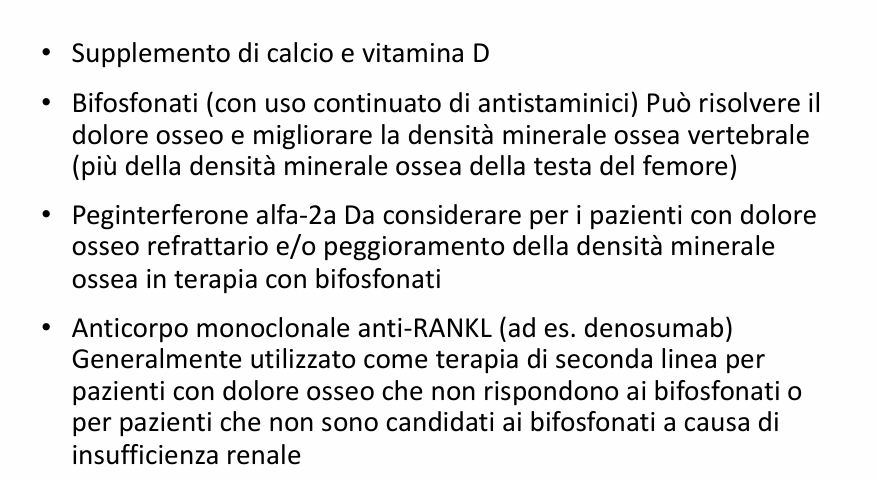 • Supplemento di calcio e vitamina D
• Bifosfonati (con uso continuato di antistaminici) Può risolvere il
dolore osseo e migliorare la densità minerale ossea vertebrale
(più della densità minerale ossea della testa del femore)
• Peginterferone alfa-2a Da considerare per i pazienti con dolore
osseo refrattario e/o peggioramento della densità minerale
ossea in terapia con bifosfonati
• Anticorpo monoclonale anti-RANKL (ad es. denosumab)
Generalmente utilizzato come terapia di seconda linea per
pazienti con dolore osseo che non rispondono ai bifosfonati o
per pazienti che non sono candidati ai bifosfonati a causa di
insufficienza renale